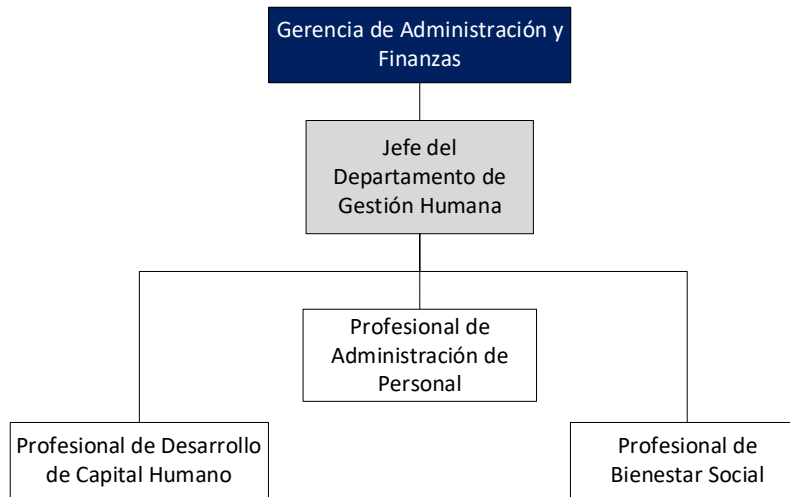 Gerencia de Administración y
Finanzas
Jefe del
Departamento de
Gestión Humana
Profesional de
Administración de
Personal
Profesional de Desarrollo
de Capital Humano
Profesional de
Bienestar Social